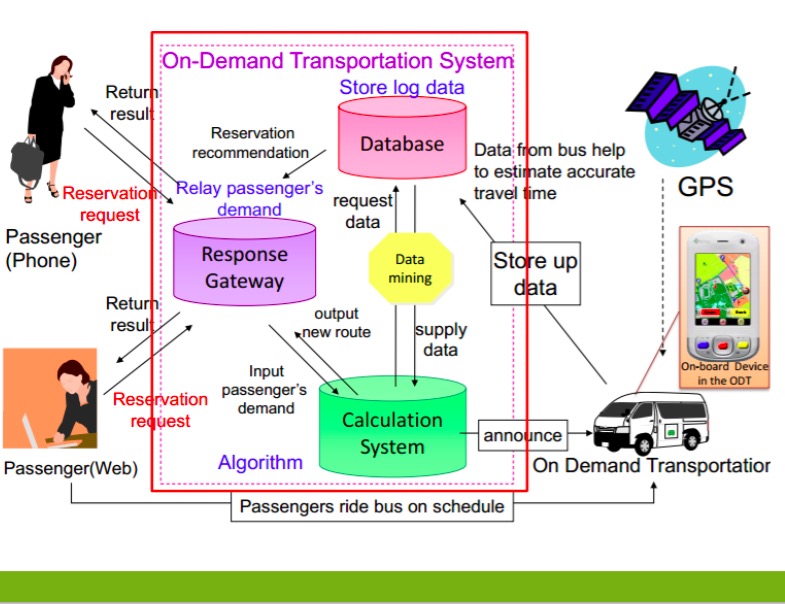 On-Demand Transportation System
Store log data
Return
result
Reservation
recommendation
Database
Data from bus help
to estimate accurate
travel time
GPS
Reservation
request
Relay passenger's
demand
request
data
Passenger
(Phone)
Response
Gateway
Data
mining
Store up
data
Return
result
output
new route
supply
data
On-board Device
in the ODT
Input
passenger's
demand
Reservation
request
Calculation
System
announce
Algorithm
Passenger(Web)
On Demand Transportation
Passengers ride bus on schedule